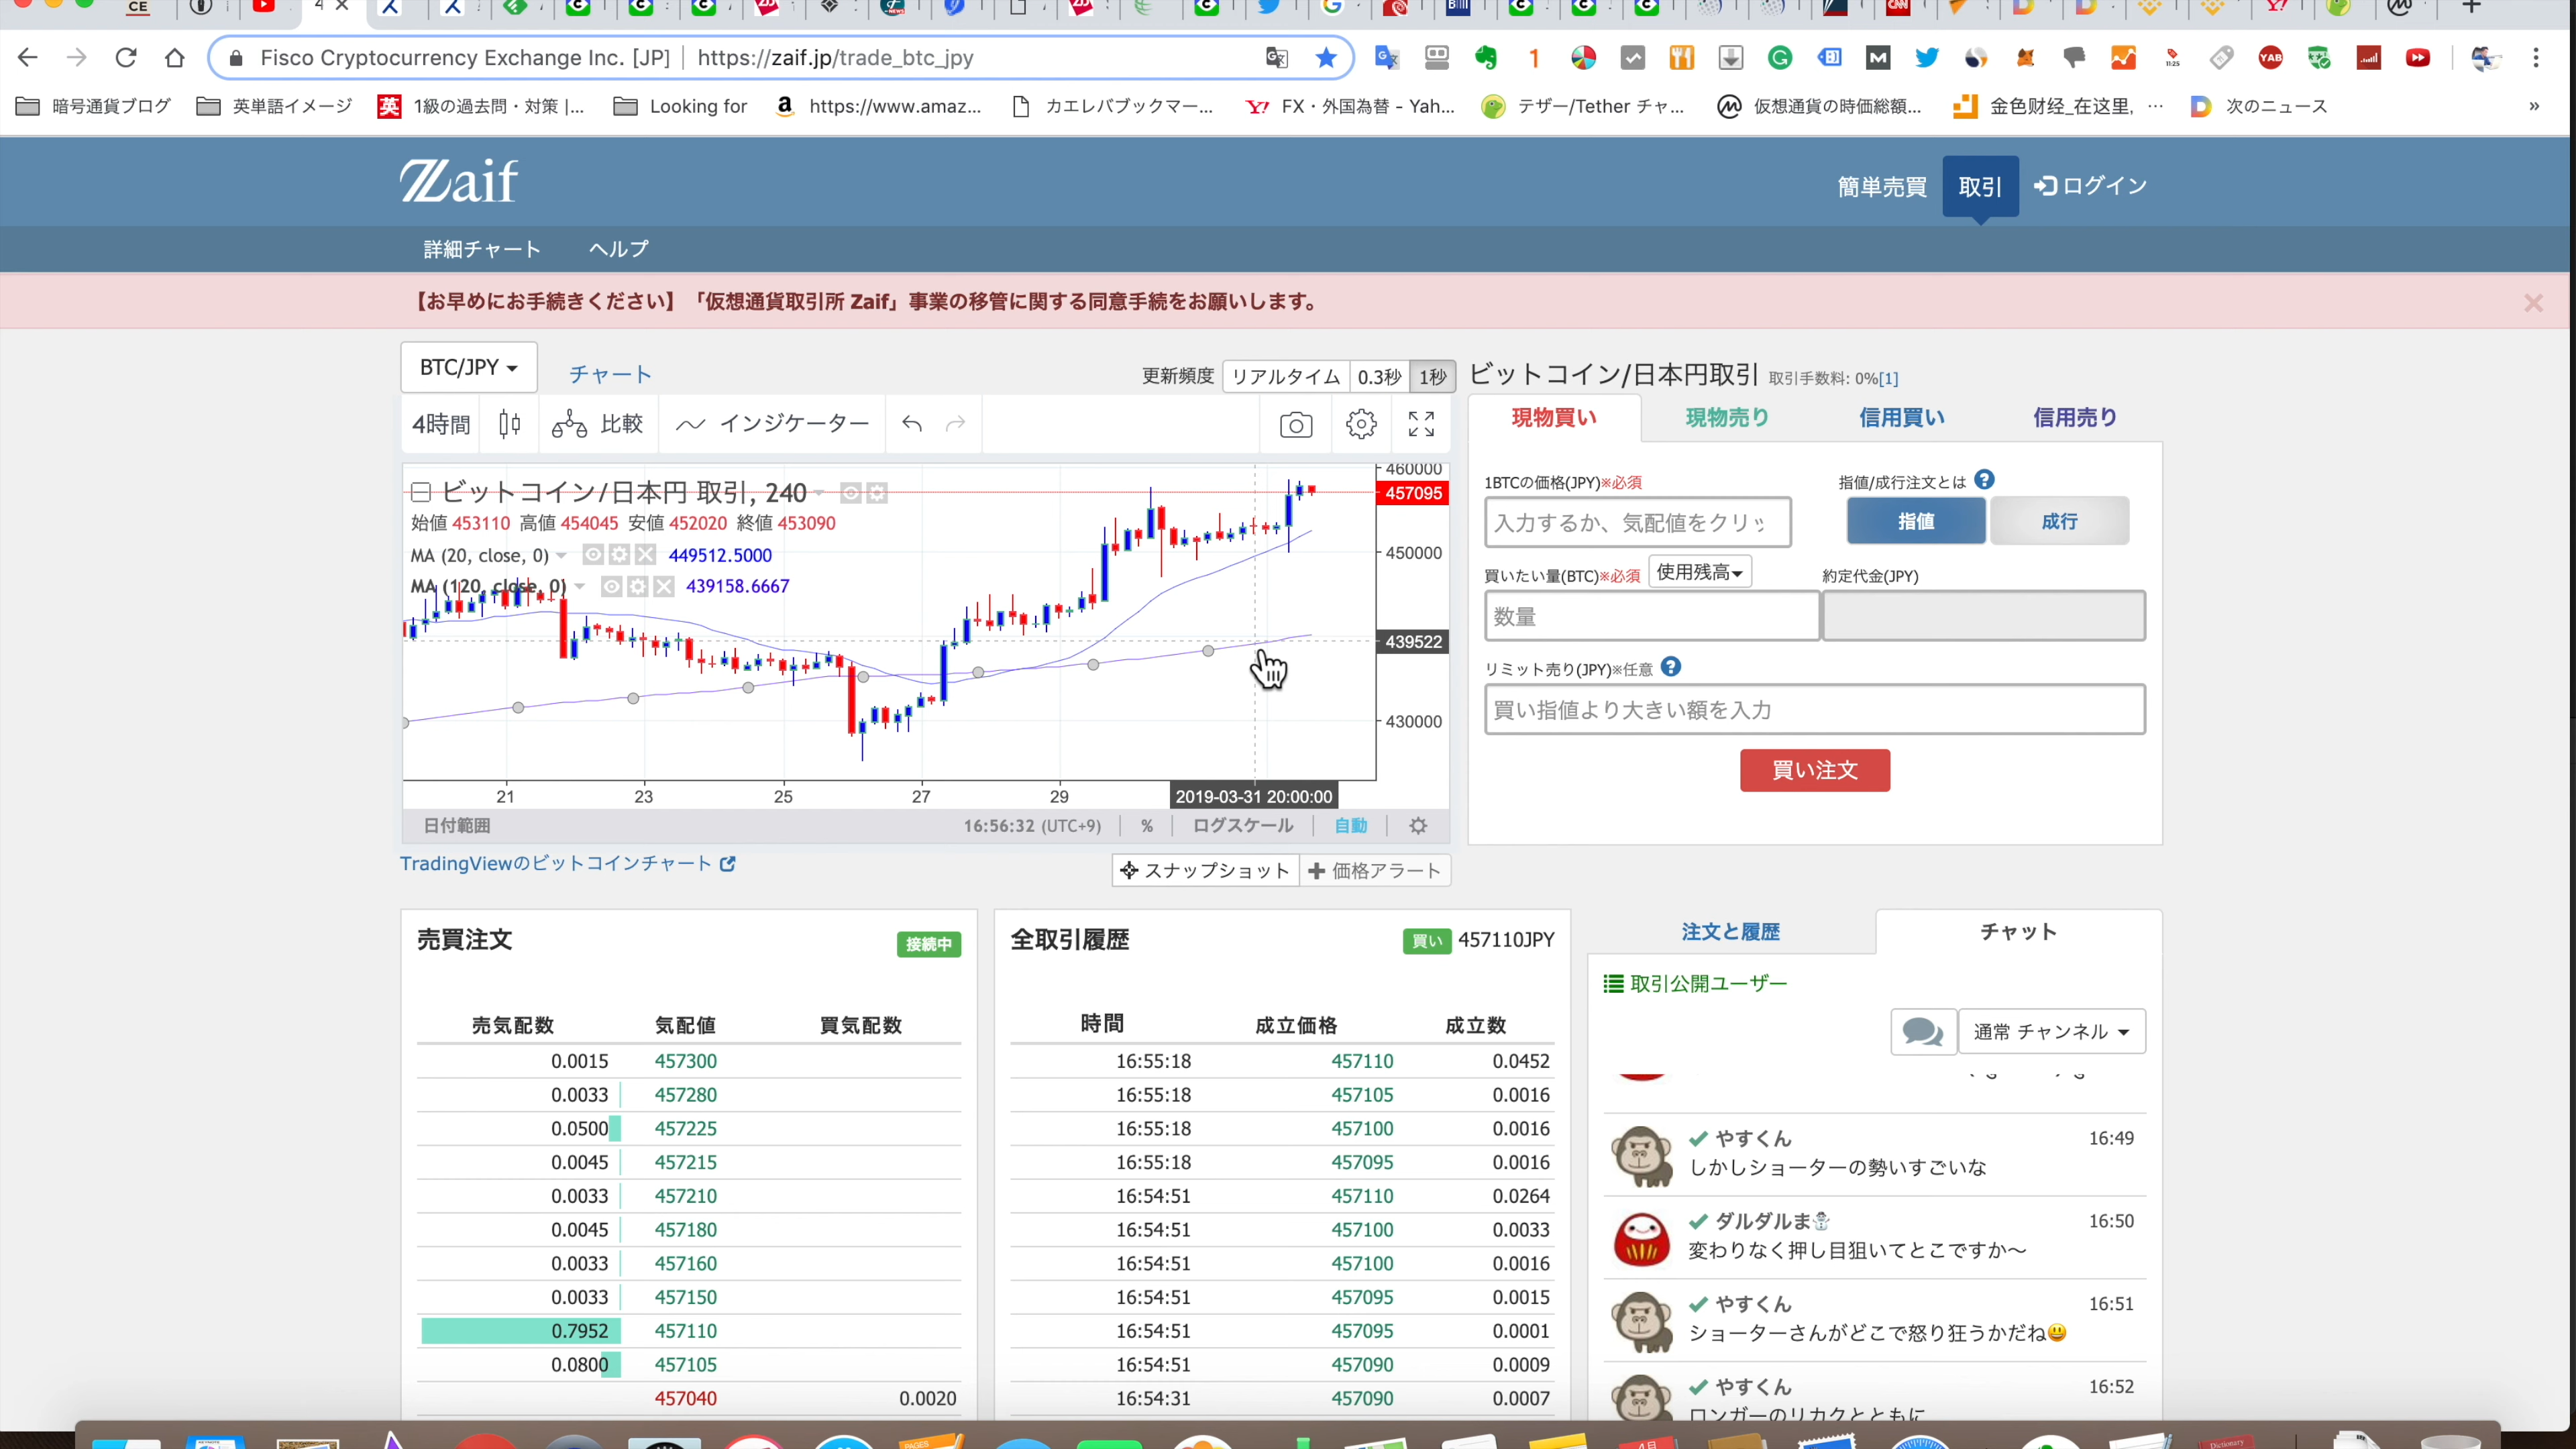 Fisco Cryptocurrency Exchange Inc. [JP] | https://zaif.jp/trade_btc_jpy
暗号通貨ブログ 英単語イメージ 英 1級の過去問・対策 |... Looking for https://www.amaz... カエレバブックマー... FX・外国為替 – Yah... テザー/Tether チャ... 仮想通貨の時価総額... 金色财经_在这里, ... 次のニュース »
Zaif
簡単売買 取引 ログイン
詳細チャート ヘルプ
【お早めにお手続きください】「仮想通貨取引所 Zaif」事業の移管に関する同意手続をお願いします。
BTC/JPY チャート 更新頻度 リアルタイム 0.3秒 1秒
4時間 比較 インジケーター
ビットコイン/日本円 取引, 240
始値 453110 高値 454045 安値 452020 終値 453090
MA (20, close, 0) 449512.5000
MA (120, close, 0) 439158.6667
460000
457095
450000
439522
430000
21 23 25 27 29 2019-03-31 20:00:00
日付範囲 16:56:32 (UTC+9) % ログスケール 自動
TradingViewのビットコインチャート スナップショット 価格アラート
ビットコイン/日本円取引 取引手数料: 0%[1]
現物買い 現物売り 信用買い 信用売り
1BTCの価格(JPY)※必須 指値/成行注文とは
入力するか、気配値をクリッ 指値 成行
買いたい量(BTC)※必須 使用残高 約定代金(JPY)
数量
リミット売り(JPY)※任意
買い指値より大きい額を入力
買い注文
売買注文 接続中
売気配数 気配値 買気配数
0.0015 457300
0.0033 457280
0.0500 457225
0.0045 457215
0.0033 457210
0.0045 457180
0.0033 457160
0.0033 457150
0.7952 457110
0.0800 457105
457040 0.0020
全取引履歴 買い 457110JPY
時間 成立価格 成立数
16:55:18 457110 0.0452
16:55:18 457105 0.0016
16:55:18 457100 0.0016
16:55:18 457095 0.0016
16:54:51 457110 0.0264
16:54:51 457100 0.0033
16:54:51 457100 0.0016
16:54:51 457095 0.0015
16:54:51 457095 0.0001
16:54:51 457090 0.0009
16:54:31 457090 0.0007
注文と履歴 チャット
取引公開ユーザー
通常 チャンネル
やすくん 16:49
しかしショーターの勢いすごいな
ダルダルま⛄ 16:50
変わりなく押し目狙いてとこですか〜
やすくん 16:51
ショーターさんがどこで怒り狂うかだね😃
やすくん 16:52
ロンガーのリカクとともに